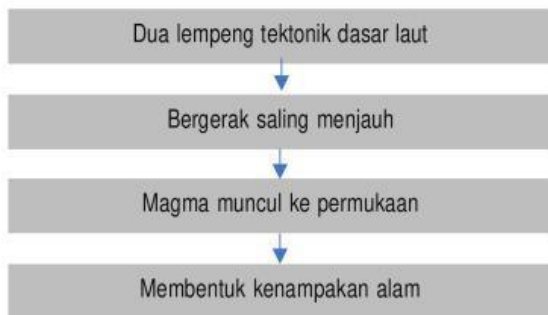 Dua lempeng tektonik dasar laut
Bergerak saling menjauh
Magma muncul ke permukaan
Membentuk kenampakan alam